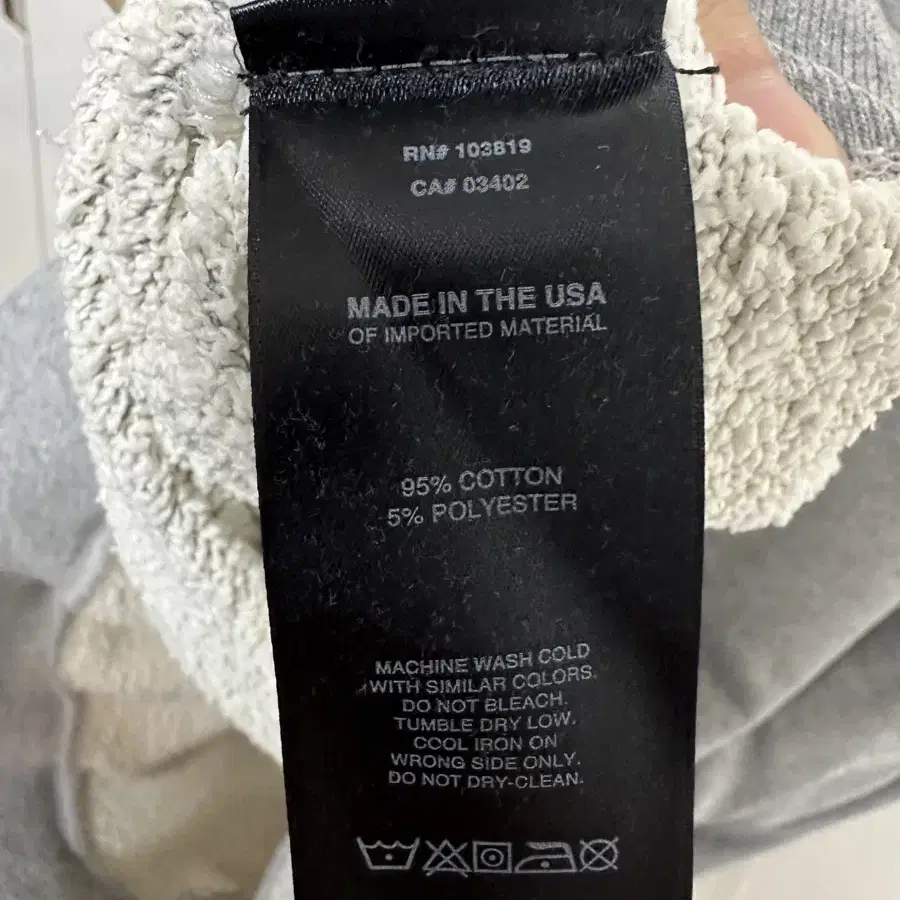 RN# 103819
CA# 03402
MADE IN THE USA
OF IMPORTED MATERIAL
95% COTTON
5% POLYESTER
MACHINE WASH COLD
WITH SIMILAR COLORS.
DO NOT BLEACH.
TUMBLE DRY LOW.
COOL IRON ON
WRONG SIDE ONLY.
DO NOT DRY-CLEAN.